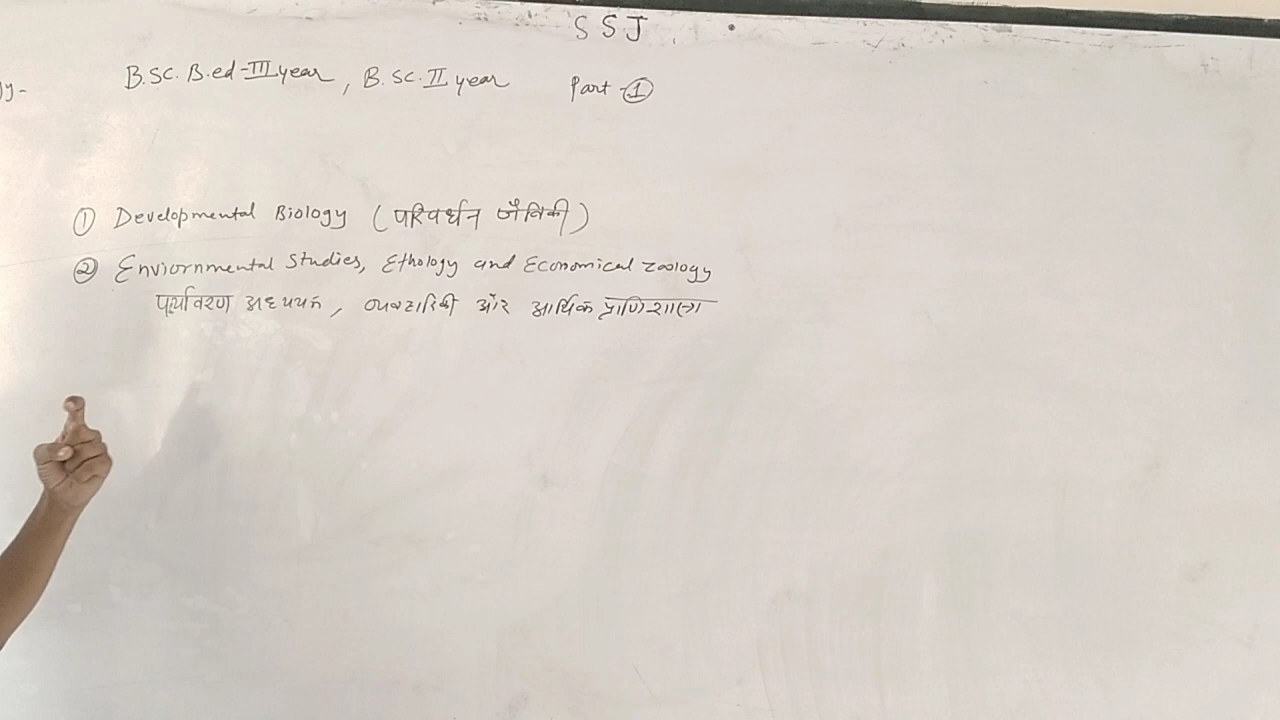 SSJ
B.Sc. B.ed-III year, B.Sc. II year Part-①
① Developmental Biology (परिवर्धन जैविकी)
② Enviornmental Studies, Ethology and Economical Zoology
पर्यावरण अध्ययन, व्यवहारिकी और आर्थिक प्राणिशास्त्र